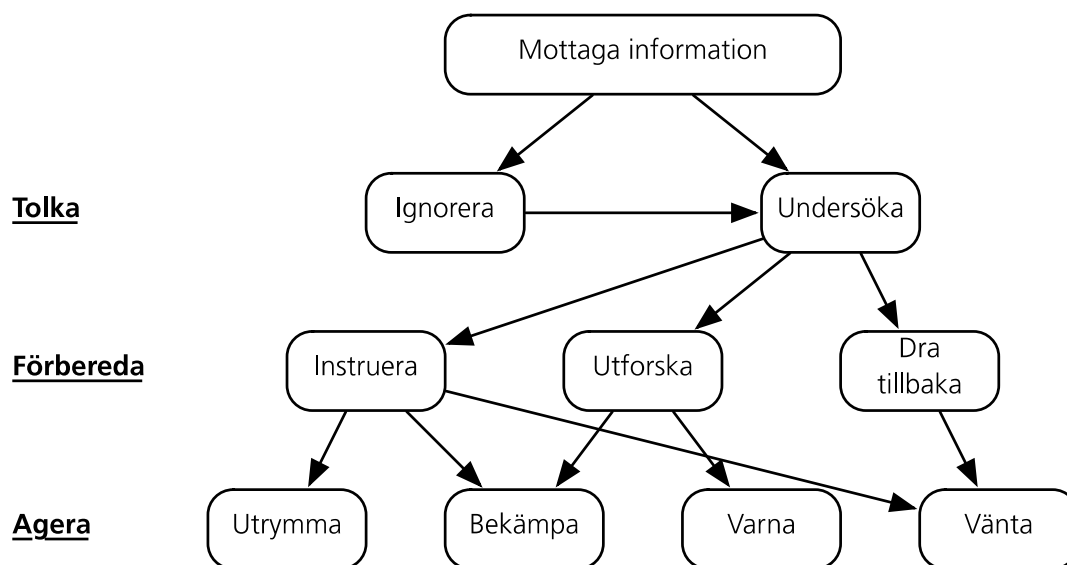 Mottaga information
Tolka
Ignorera
Undersöka
Förbereda
Instruera
Utforska
Dra
tillbaka
Agera
Utrymma
Bekämpa
Varna
Vänta